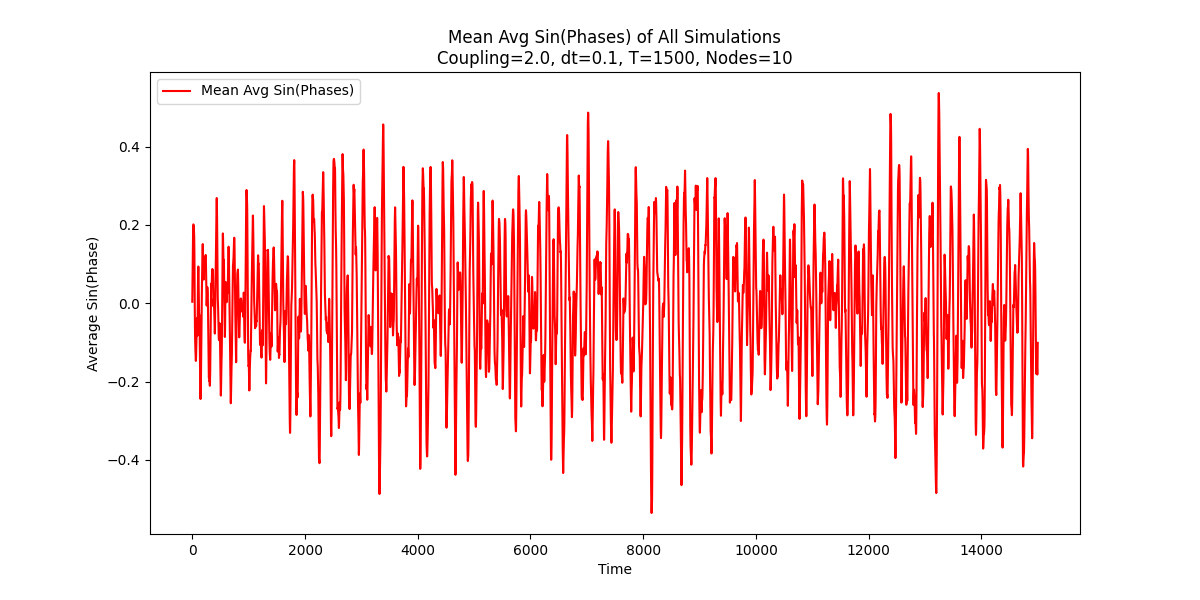 Mean Avg Sin(Phases) of All Simulations
Coupling=2.0, dt=0.1, T=1500, Nodes=10
Mean Avg Sin(Phases)
Average Sin(Phase)
0.4
0.2
0.0
−0.2
−0.4
0 2000 4000 6000 8000 10000 12000 14000
Time